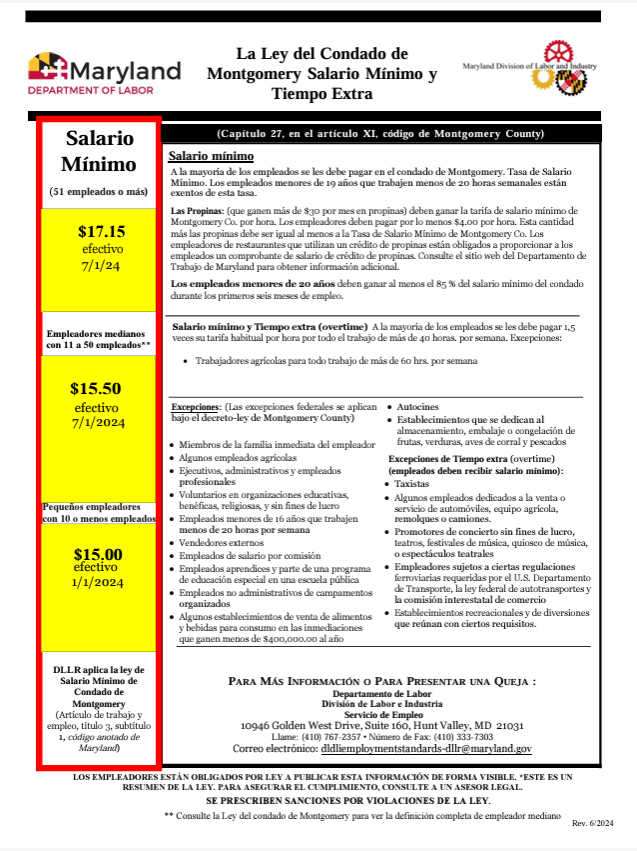 Maryland
DEPARTMENT OF LABOR
La Ley del Condado de
Montgomery Salario Mínimo y
Tiempo Extra
Maryland Division of Labor and Industry
Salario
Mínimo
(51 empleados o más)
$17.15
efectivo
7/1/24
Empleadores medianos
con 11 a 50 empleados**
$15.50
efectivo
7/1/2024
Pequeños empleadores
con 10 o menos empleados
$15.00
efectivo
1/1/2024
DLLR aplica la ley de
Salario Mínimo de
Condado de
Montgomery
(Artículo de trabajo y
empleo, título 3, subtítulo
1, código anotado de
Maryland)
(Capítulo 27, en el artículo XI, código de Montgomery County)
Salario mínimo
A la mayoría de los empleados se les debe pagar en el condado de Montgomery. Tasa de Salario
Mínimo. Los empleados menores de 19 años que trabajen menos de 20 horas semanales están
exentos de esta tasa.
Las Propinas: (que ganen más de $30 por mes en propinas) deben ganar la tarifa de salario mínimo de
Montgomery Co. por hora. Los empleadores deben pagar por lo menos $4.00 por hora. Esta cantidad
más las propinas debe ser igual al menos a la Tasa de Salario Mínimo de Montgomery Co. Los
empleadores de restaurantes que utilizan un crédito de propinas están obligados a proporcionar a los
empleados un comprobante de salario de crédito de propinas. Consulte el sitio web del Departamento de
Trabajo de Maryland para obtener información adicional.
Los empleados menores de 20 años deben ganar al menos el 85 % del salario mínimo del condado
durante los primeros seis meses de empleo.
Salario mínimo y Tiempo extra (overtime) A la mayoría de los empleados se les debe pagar 1,5
veces su tarifa habitual por hora por todo el trabajo de más de 40 horas. por semana. Excepciones:
• Trabajadores agrícolas para todo trabajo de más de 60 hrs. por semana
Excepciones: (Las excepciones federales se aplican
bajo el decreto-ley de Montgomery County)
• Miembros de la familia inmediata del empleador
• Algunos empleados agrícolas
• Ejecutivos, administrativos y empleados
profesionales
• Voluntarios en organizaciones educativas,
benéficas, religiosas, y sin fines de lucro
• Empleados menores de 16 años que trabajen
menos de 20 horas por semana
• Vendedores externos
• Empleados de salario por comisión
• Empleados aprendices y parte de una programa
de educación especial en una escuela pública
• Empleados no administrativos de campamentos
organizados
• Algunos establecimientos de venta de alimentos
y bebidas para consumo en las inmediaciones
que ganen menos de $400,000.00 al año
• Autocines
• Establecimientos que se dedican al
almacenamiento, embalaje o congelación de
frutas, verduras, aves de corral y pescados
Excepciones de Tiempo extra (overtime)
(empleados deben recibir salario mínimo):
• Taxistas
• Algunos empleados dedicados a la venta o
servicio de automóviles, equipo agrícola,
remolques o camiones.
• Promotores de concierto sin fines de lucro,
teatros, festivales de música, quiosco de música,
o espectáculos teatrales
• Empleadores sujetos a ciertas regulaciones
ferroviarias requeridas por el U.S. Departamento
de Transporte, la ley federal de autotransportes y
la comisión interestatal de comercio
• Establecimientos recreacionales y de diversiones
que reúnan con ciertos requisitos.
PARA MÁS INFORMACIÓN O PARA PRESENTAR UNA QUEJA :
Departamento de Labor
División de Labor e Industria
Servicio de Empleo
10946 Golden West Drive, Suite 160, Hunt Valley, MD 21031
Llame: (410) 767-2357 • Número de Fax: (410) 333-7303
Correo electrónico: dldliemploymentstandards-dllr@maryland.gov
LOS EMPLEADORES ESTÁN OBLIGADOS POR LEY A PUBLICAR ESTA INFORMACIÓN DE FORMA VISIBLE. *ESTE ES UN
RESUMEN DE LA LEY. PARA ASEGURAR EL CUMPLIMIENTO, CONSULTE A UN ASESOR LEGAL.
SE PRESCRIBEN SANCIONES POR VIOLACIONES DE LA LEY.
** Consulte la Ley del condado de Montgomery para ver la definición completa de empleador mediano
Rev. 6/2024